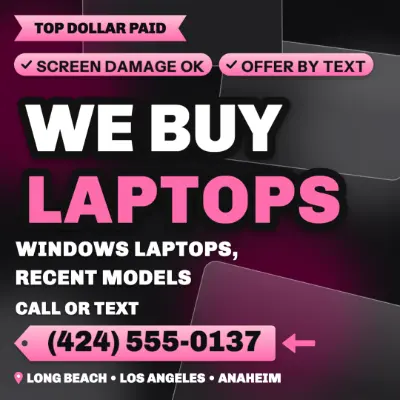 TOP DOLLAR PAID
✓ SCREEN DAMAGE OK ✓ OFFER BY TEXT
WE BUY
LAPTOPS
WINDOWS LAPTOPS,
RECENT MODELS
CALL OR TEXT
(424) 555-0137
LONG BEACH • LOS ANGELES • ANAHEIM